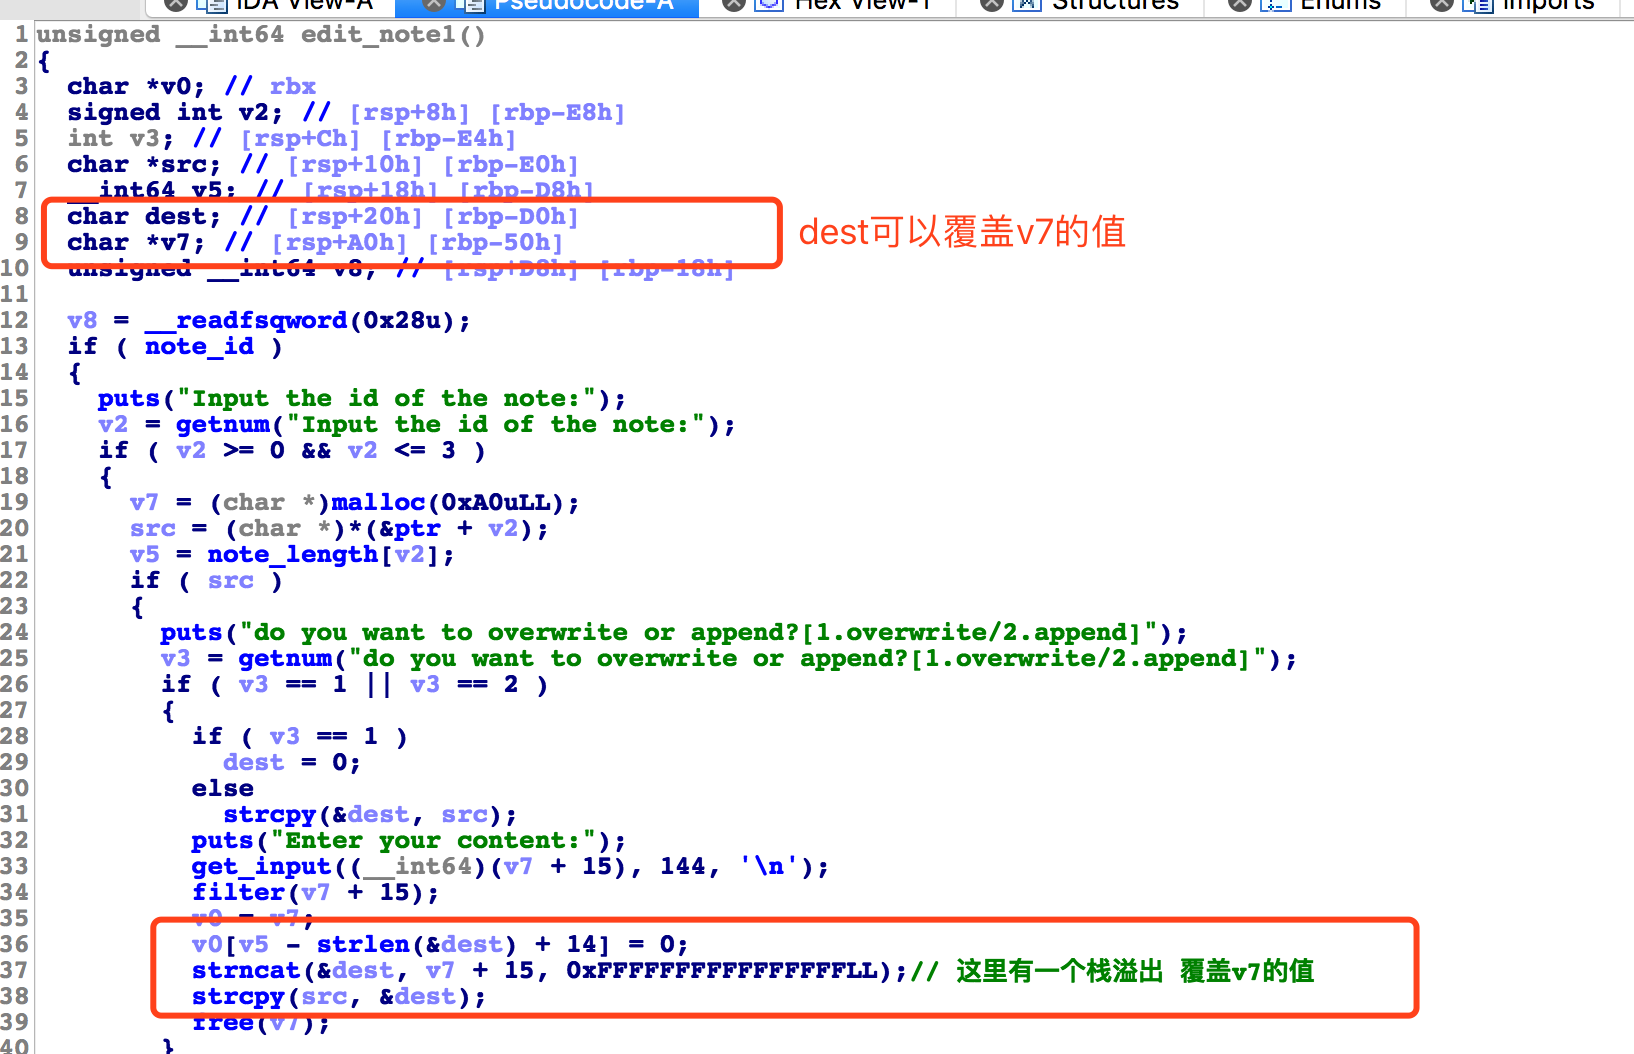 IDA View-A Pseudocode-A Hex View-1 Structures Enums Imports
1 unsigned __int64 edit_note1()
2 {
3 char *v0; // rbx
4 signed int v2; // [rsp+8h] [rbp-E8h]
5 int v3; // [rsp+Ch] [rbp-E4h]
6 char *src; // [rsp+10h] [rbp-E0h]
7 __int64 v5; // [rsp+18h] [rbp-D8h]
8 char dest; // [rsp+20h] [rbp-D0h]
9 char *v7; // [rsp+A0h] [rbp-50h]
dest可以覆盖v7的值
10 unsigned __int64 v8; // [rsp+D8h] [rbp-18h]
11
12 v8 = __readfsqword(0x28u);
13 if ( note_id )
14 {
15 puts("Input the id of the note:");
16 v2 = getnum("Input the id of the note:");
17 if ( v2 >= 0 && v2 <= 3 )
18 {
19 v7 = (char *)malloc(0xA0uLL);
20 src = (char *)*(&ptr + v2);
21 v5 = note_length[v2];
22 if ( src )
23 {
24 puts("do you want to overwrite or append?[1.overwrite/2.append]");
25 v3 = getnum("do you want to overwrite or append?[1.overwrite/2.append]");
26 if ( v3 == 1 || v3 == 2 )
27 {
28 if ( v3 == 1 )
29 dest = 0;
30 else
31 strcpy(&dest, src);
32 puts("Enter your content:");
33 get_input((__int64)(v7 + 15), 144, '\n');
34 filter(v7 + 15);
35 v0 = v7;
36 v0[v5 - strlen(&dest) + 14] = 0;
37 strncat(&dest, v7 + 15, 0xFFFFFFFFFFFFFFFFLL);// 这里有一个栈溢出 覆盖v7的值
38 strcpy(src, &dest);
39 free(v7);
40 }